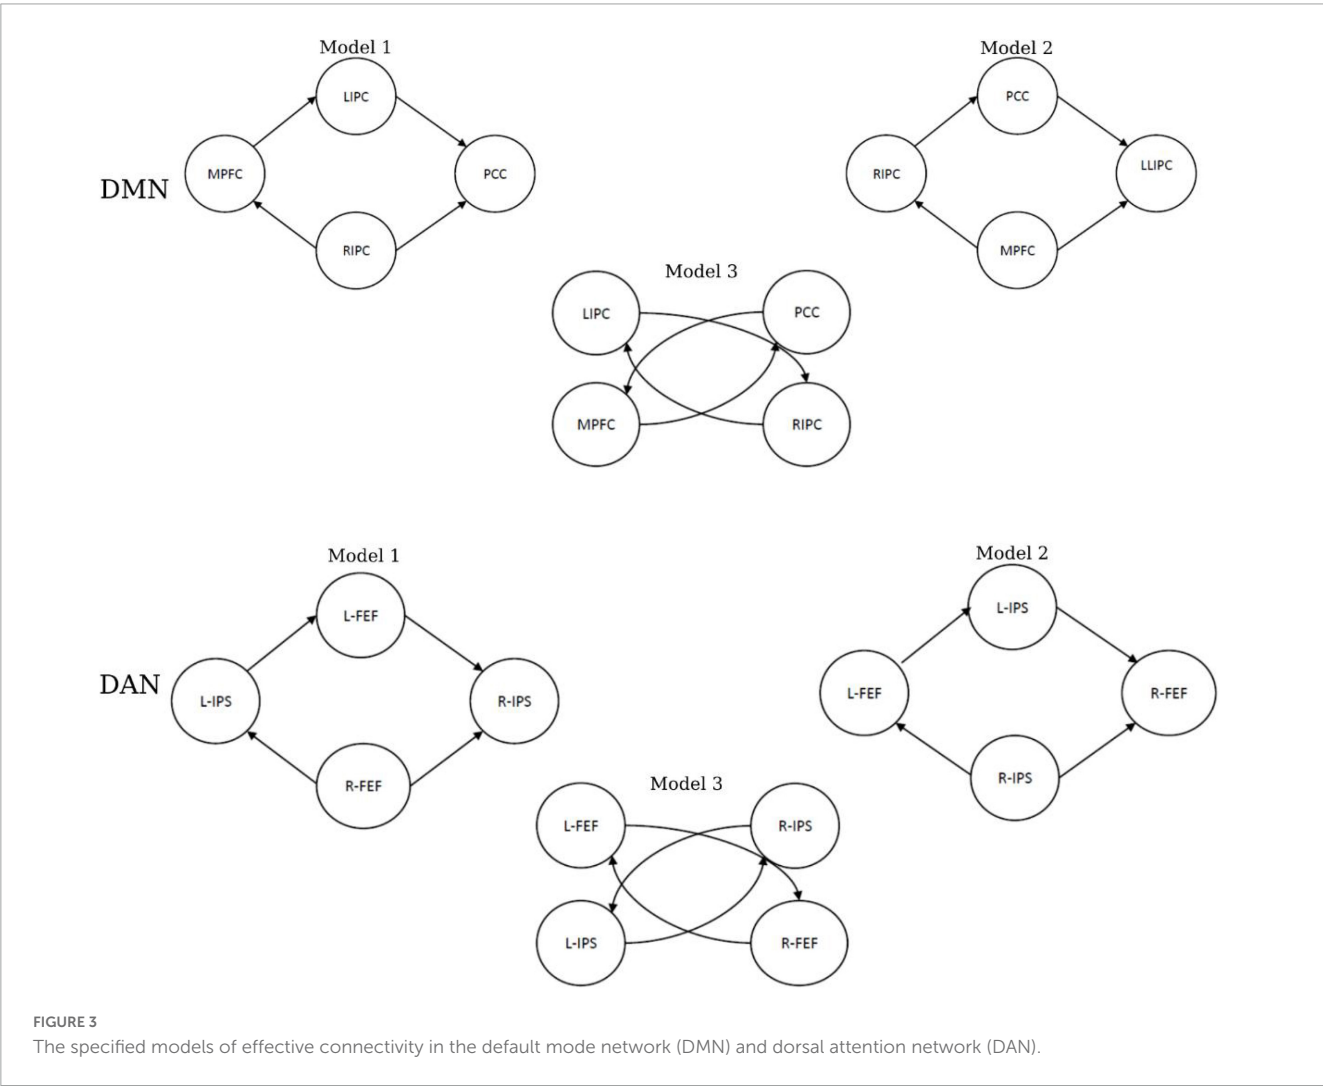 Model 1
LIPC
MPFC
PCC
RIPC
DMN
Model 2
PCC
RIPC
LLIPC
MPFC
Model 3
LIPC
PCC
MPFC
RIPC
Model 1
L-FEF
L-IPS
R-IPS
R-FEF
DAN
Model 2
L-IPS
L-FEF
R-FEF
R-IPS
Model 3
L-FEF
R-IPS
L-IPS
R-FEF
FIGURE 3
The specified models of effective connectivity in the default mode network (DMN) and dorsal attention network (DAN).